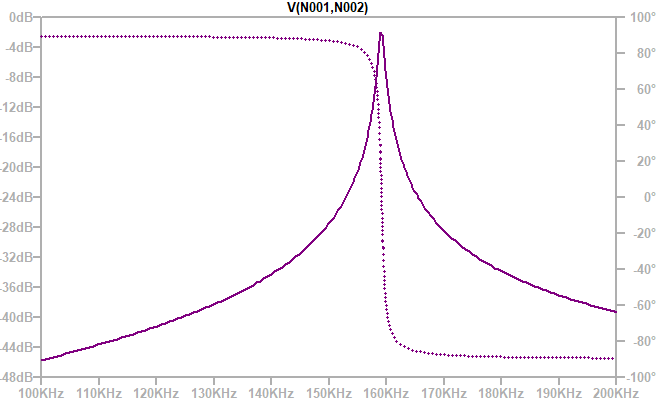 V(N001,N002)
0dB
-4dB
-8dB
-12dB
-16dB
-20dB
-24dB
-28dB
-32dB
-36dB
-40dB
-44dB
-48dB
100°
80°
60°
40°
20°
0°
-20°
-40°
-60°
-80°
-100°
100KHz 110KHz 120KHz 130KHz 140KHz 150KHz 160KHz 170KHz 180KHz 190KHz 200KHz